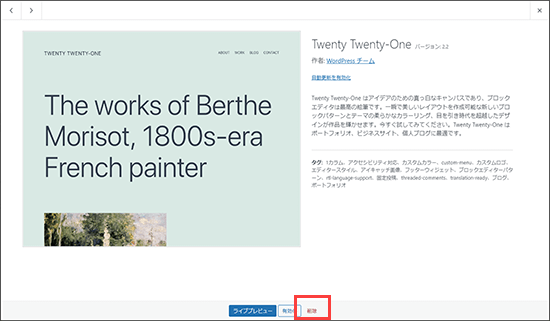 TWENTY TWENTY-ONE
ABOUT WORK BLOG CONTACT
The works of Berthe
Morisot, 1800s-era
French painter
Twenty Twenty-One バージョン: 2.2
作者: WordPress チーム
自動更新を有効化
Twenty Twenty-One はアイデアのための真っ白なキャンバスであり、ブロック
エディタは最高の絵筆です。一瞬で美しいレイアウトを作成可能な新しいブロ
ックパターンとテーマの柔らかなカラーリング、目を引き時代を超越したデザ
インが作品を輝かせます。今すぐ試してみてください。Twenty Twenty-One は
ポートフォリオ、ビジネスサイト、個人ブログに最適です。
タグ: 1カラム、アクセシビリティ対応、カスタムカラー、custom-menu、カスタムロゴ、
エディタースタイル、アイキャッチ画像、フッターウィジェット、ブロックエディターパター
ン、rtl-language-support、固定投稿、threaded-comments、translation-ready、ブログ、
ポートフォリオ
ライブプレビュー 有効化 削除